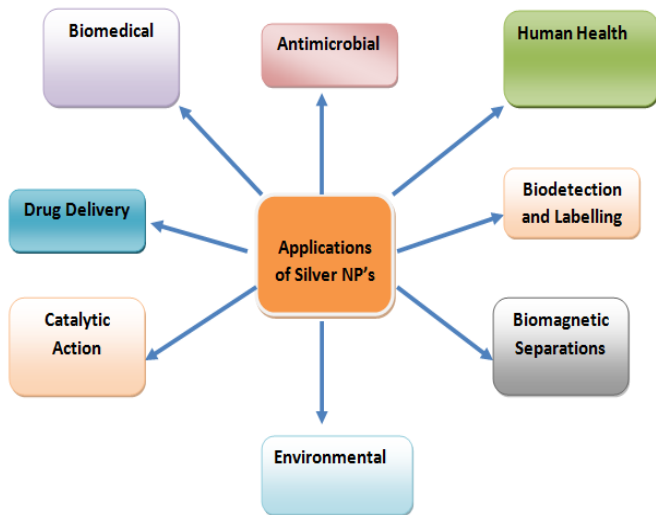 Biomedical
Antimicrobial
Human Health
Drug Delivery
Applications
of Silver NP's
Biodetection
and Labelling
Catalytic
Action
Biomagnetic
Separations
Environmental